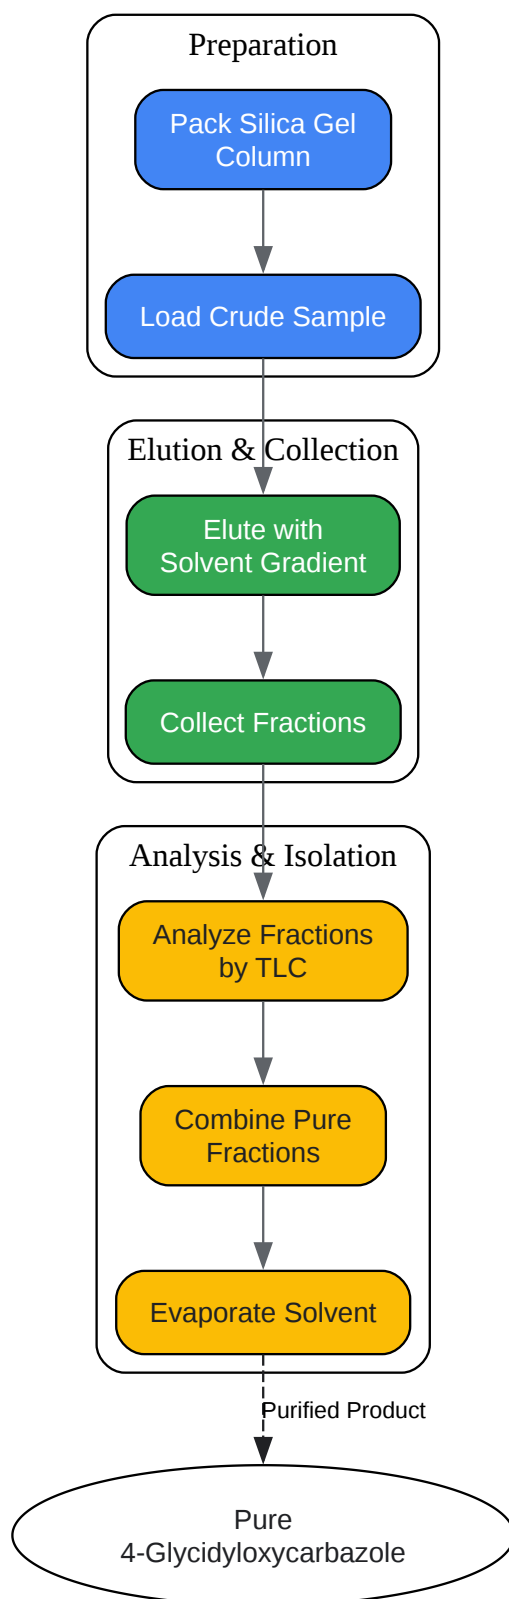 Preparation
Pack Silica Gel
Column
Load Crude Sample
Elution & Collection
Elute with
Solvent Gradient
Collect Fractions
Analysis & Isolation
Analyze Fractions
by TLC
Combine Pure
Fractions
Evaporate Solvent
Purified Product
Pure
4-Glycidyloxycarbazole